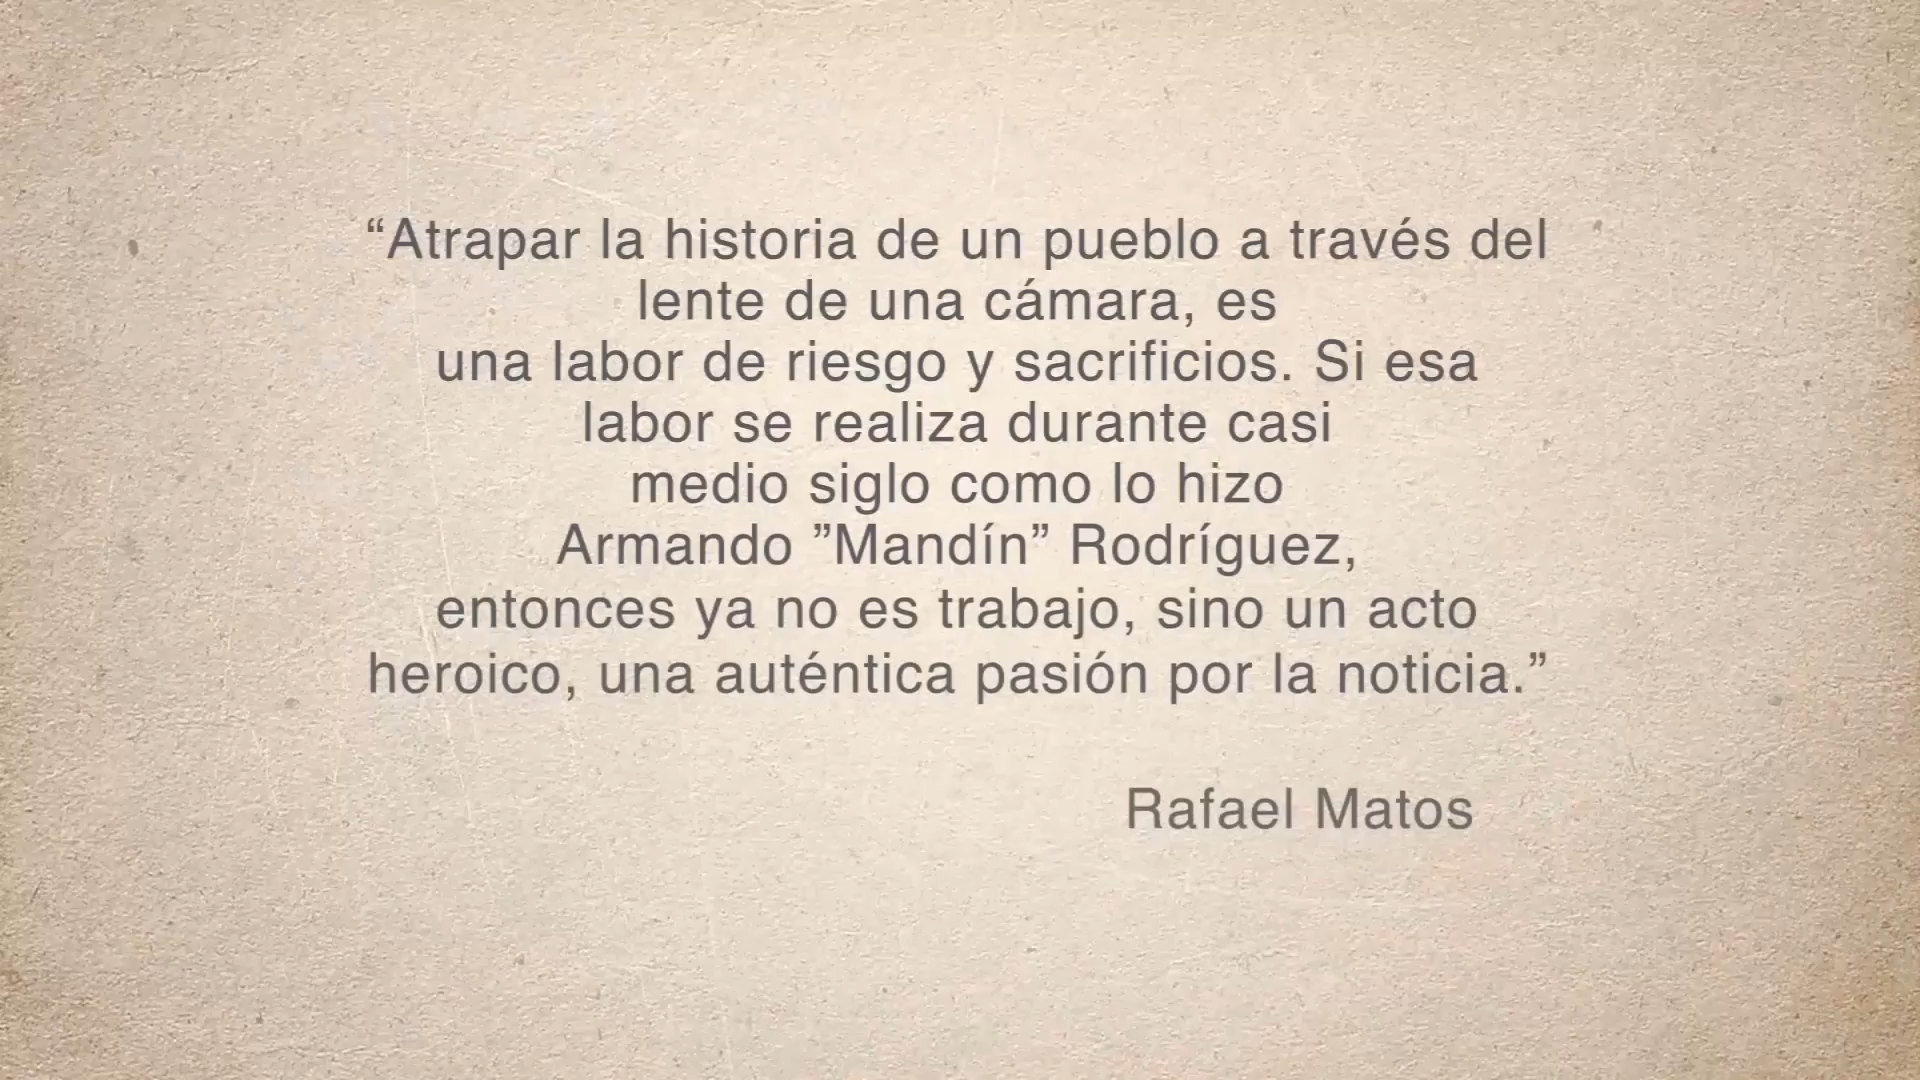 “Atrapar la historia de un pueblo a través del
lente de una cámara, es
una labor de riesgo y sacrificios. Si esa
labor se realiza durante casi
medio siglo como lo hizo
Armando ”Mandín” Rodríguez,
entonces ya no es trabajo, sino un acto
heroico, una auténtica pasión por la noticia.”
Rafael Matos